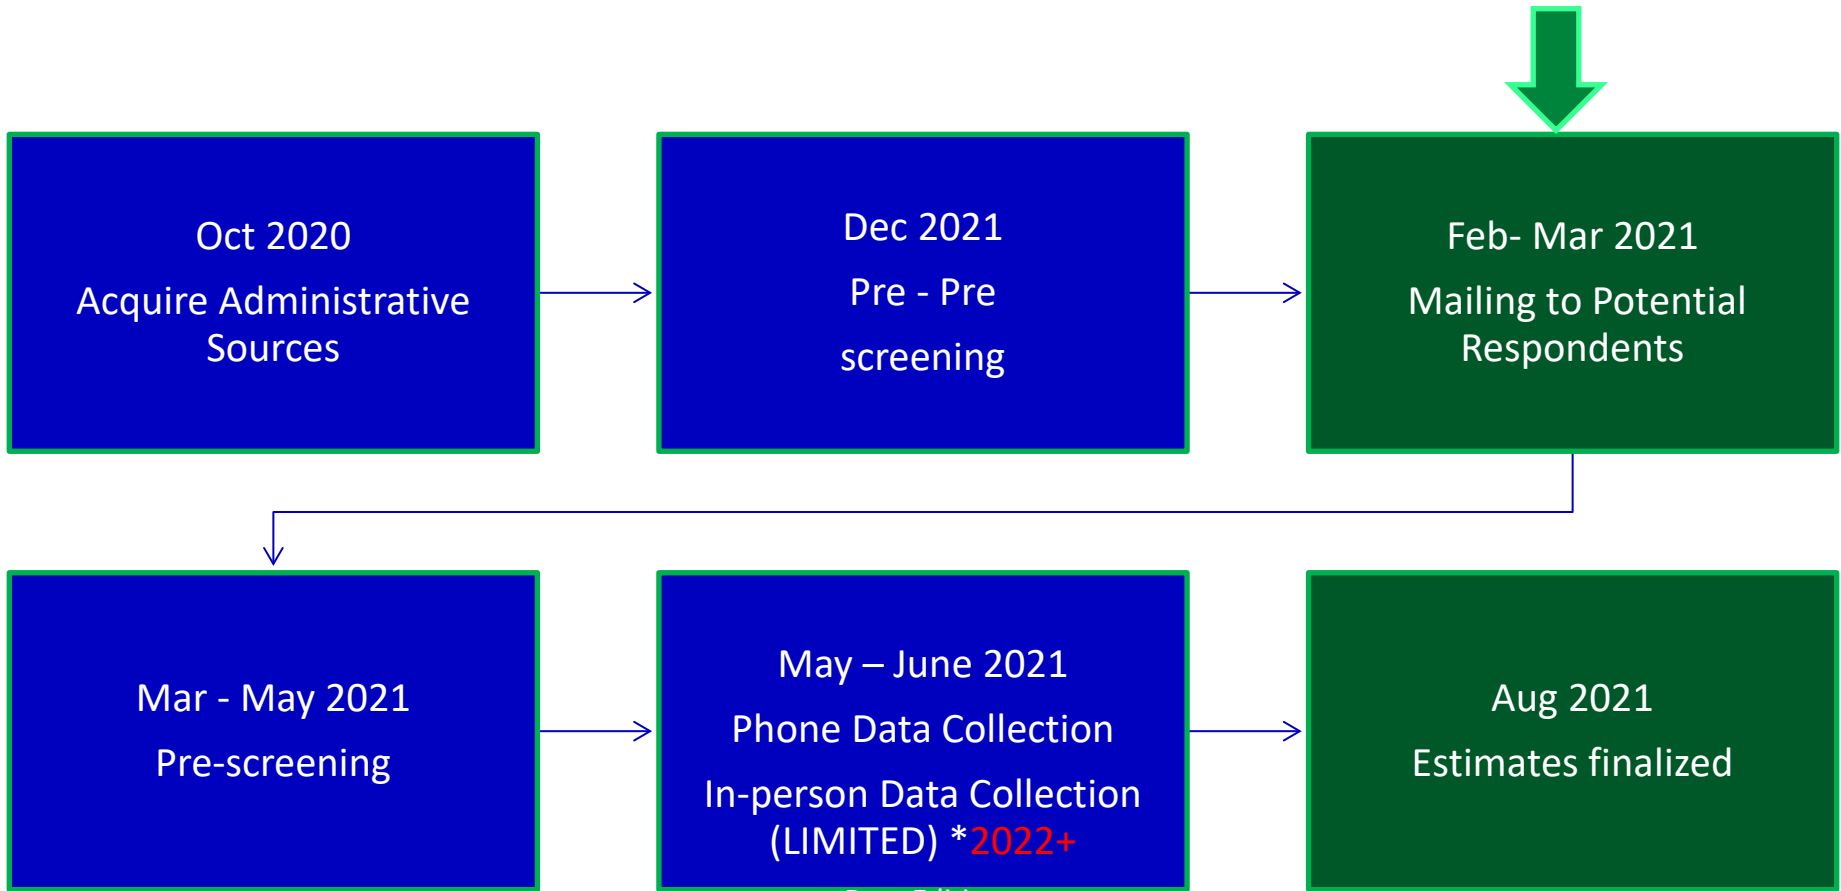 Oct 2020
Acquire Administrative
Sources
Dec 2021
Pre - Pre
screening
Feb- Mar 2021
Mailing to Potential
Respondents
Mar - May 2021
Pre-screening
May – June 2021
Phone Data Collection
In-person Data Collection
(LIMITED) *2022+
Aug 2021
Estimates finalized